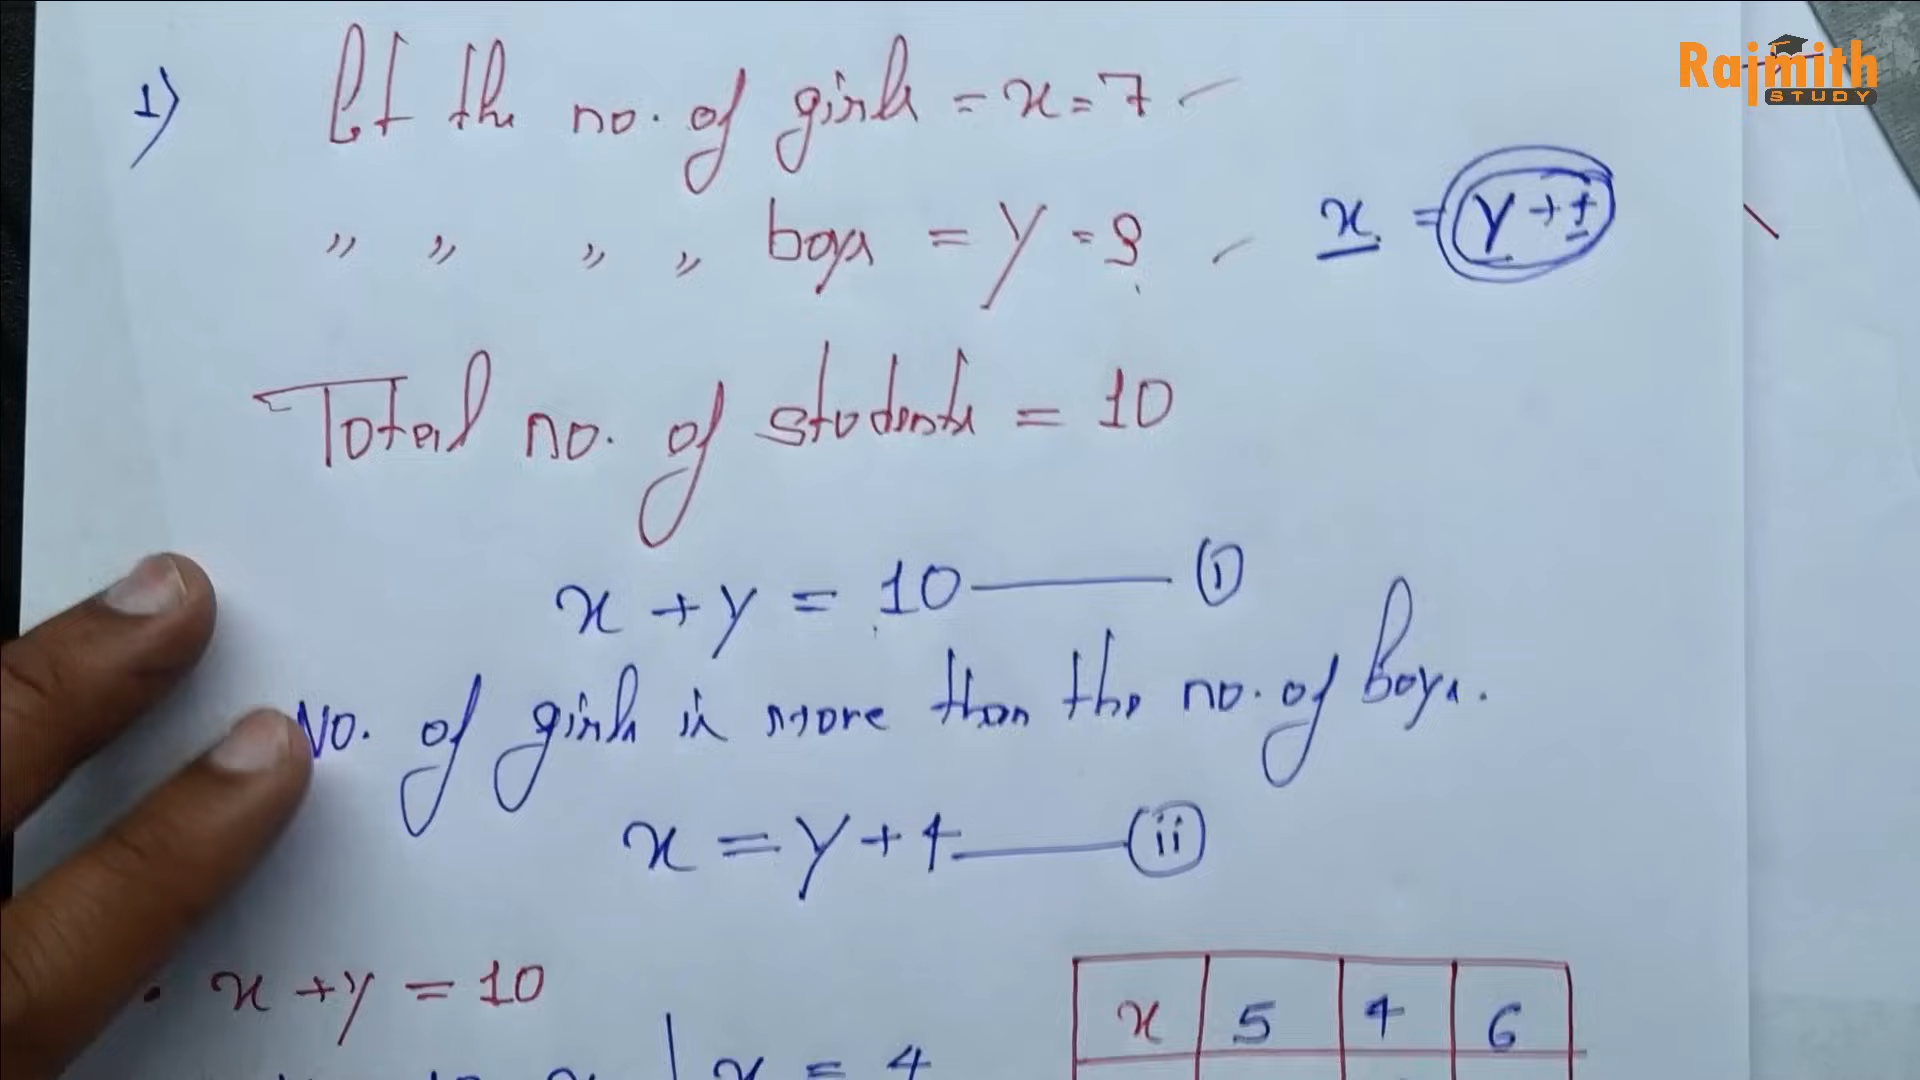 Rajmith
STUDY
1) let the no. of girls = x = 7
" " " " boys = y = 3
x = y + 4
Total no. of students = 10
x + y = 10 — (i)
No. of girls is more than the no. of boys.
x = y + 4 — (ii)
x + y = 10
x 5 4 6
x = 4